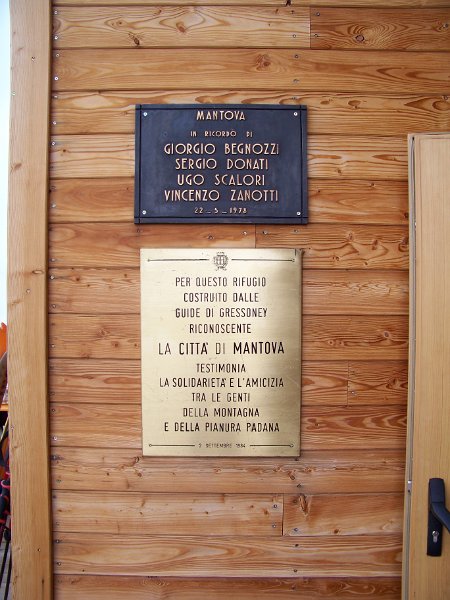 MANTOVA
IN RICORDO DI
GIORGIO BEGNOZZI
SERGIO DONATI
UGO SCALORI
VINCENZO ZANOTTI
22-5-1978
PER QUESTO RIFUGIO
COSTRUITO DALLE
GUIDE DI GRESSONEY
RICONOSCENTE
LA CITTA' DI MANTOVA
TESTIMONIA
LA SOLIDARIETA' E L'AMICIZIA
TRA LE GENTI
DELLA MONTAGNA
E DELLA PIANURA PADANA
2 SETTEMBRE 1984